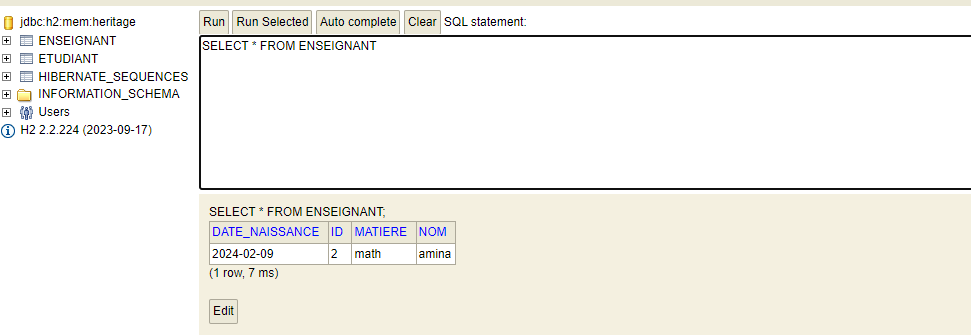 jdbc:h2:mem:heritage
ENSEIGNANT
ETUDIANT
HIBERNATE_SEQUENCES
INFORMATION_SCHEMA
Users
H2 2.2.224 (2023-09-17)
Run Run Selected Auto complete Clear SQL statement:
SELECT * FROM ENSEIGNANT
SELECT * FROM ENSEIGNANT;
DATE_NAISSANCE ID MATIERE NOM
2024-02-09 2 math amina
(1 row, 7 ms)
Edit